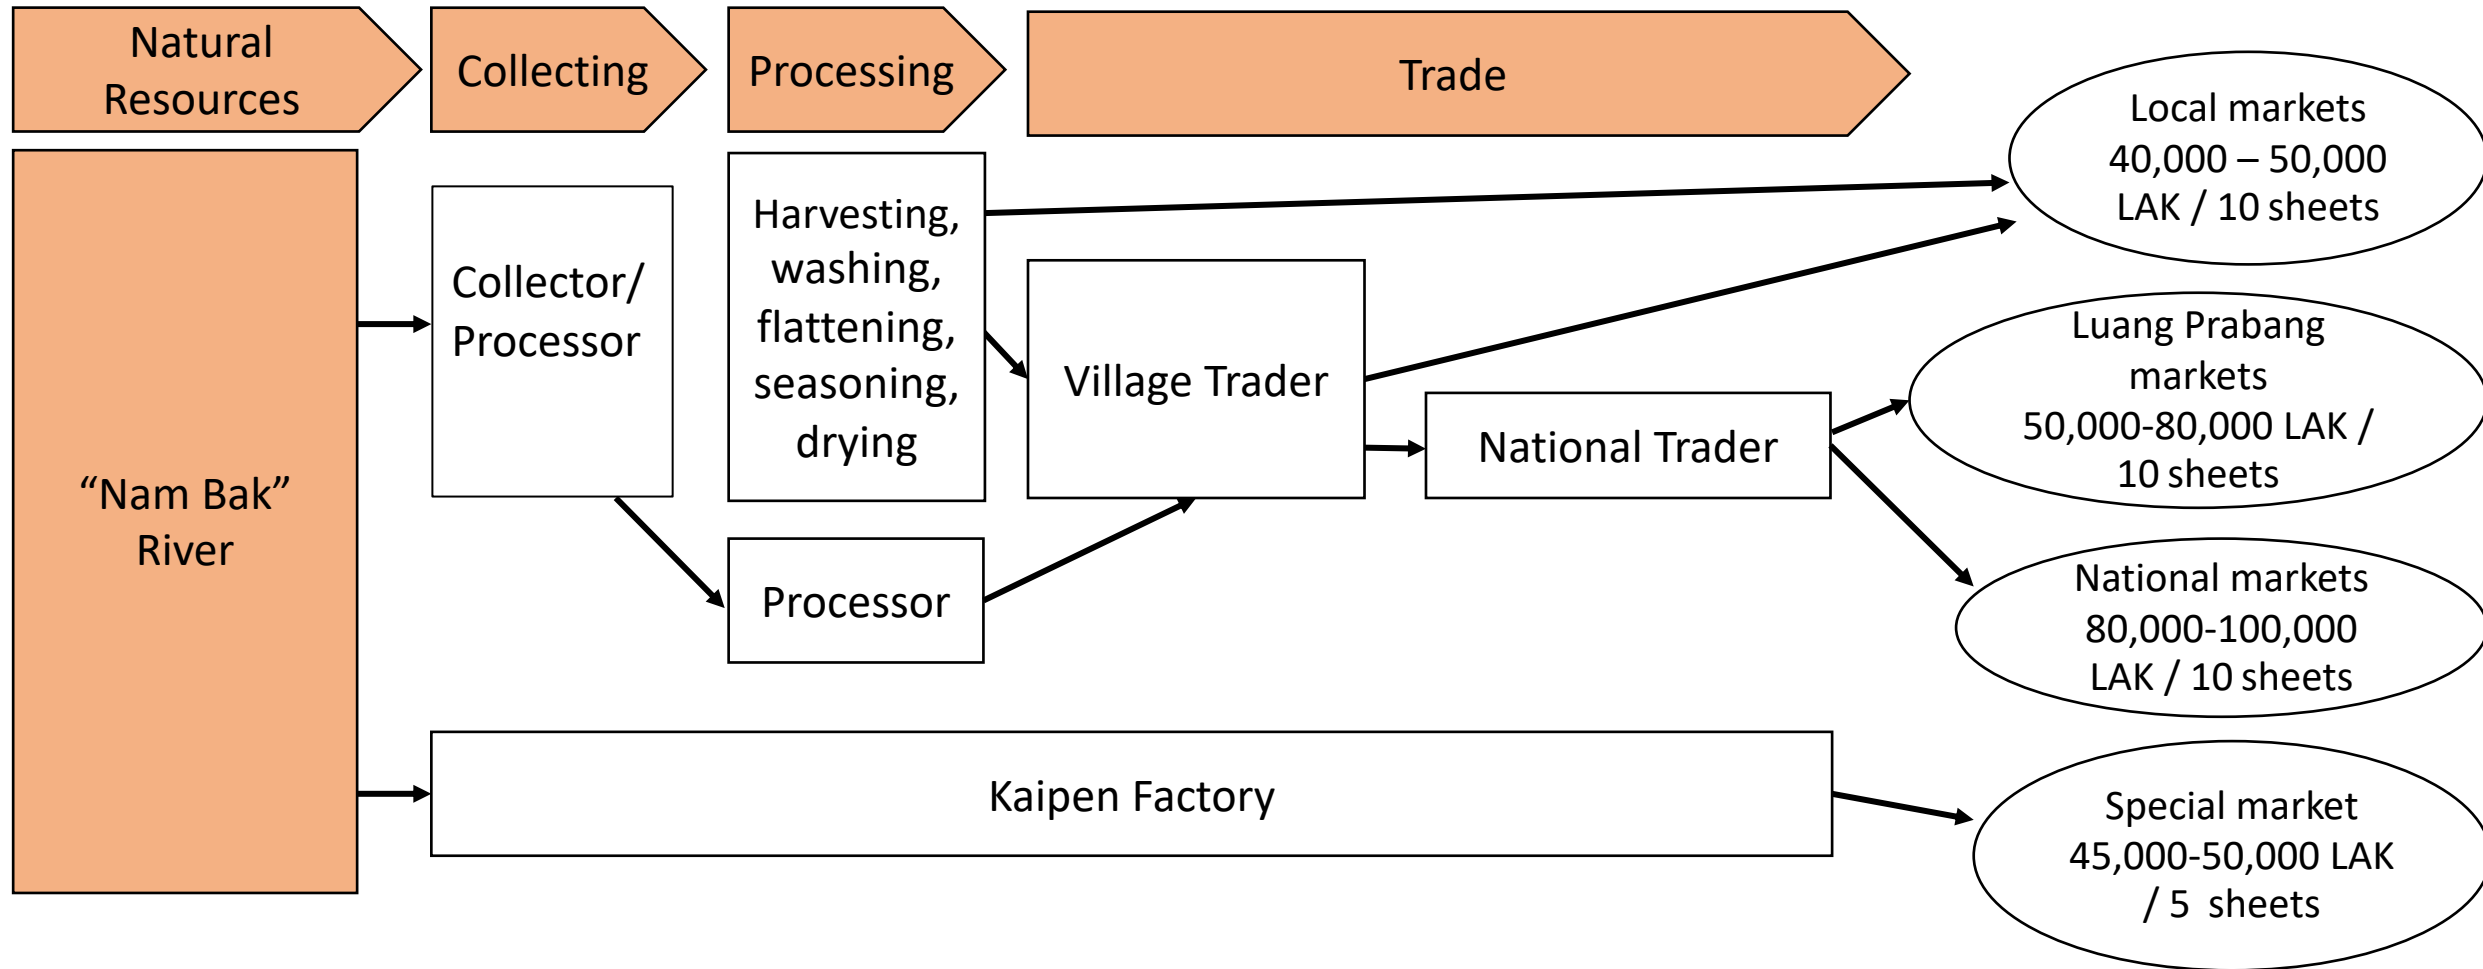 Natural
Resources
Collecting
Processing
Trade
Local markets
40,000 – 50,000
LAK / 10 sheets
Harvesting,
washing,
flattening,
seasoning,
drying
Collector/
Processor
Village Trader
Luang Prabang
markets
50,000-80,000 LAK /
10 sheets
National Trader
“Nam Bak”
River
Processor
National markets
80,000-100,000
LAK / 10 sheets
Kaipen Factory
Special market
45,000-50,000 LAK
/ 5 sheets